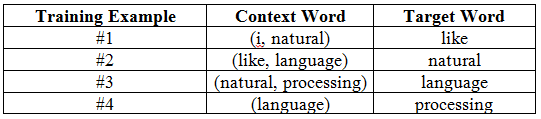 Training Example Context Word Target Word
#1 (i, natural) like
#2 (like, language) natural
#3 (natural, processing) language
#4 (language) processing